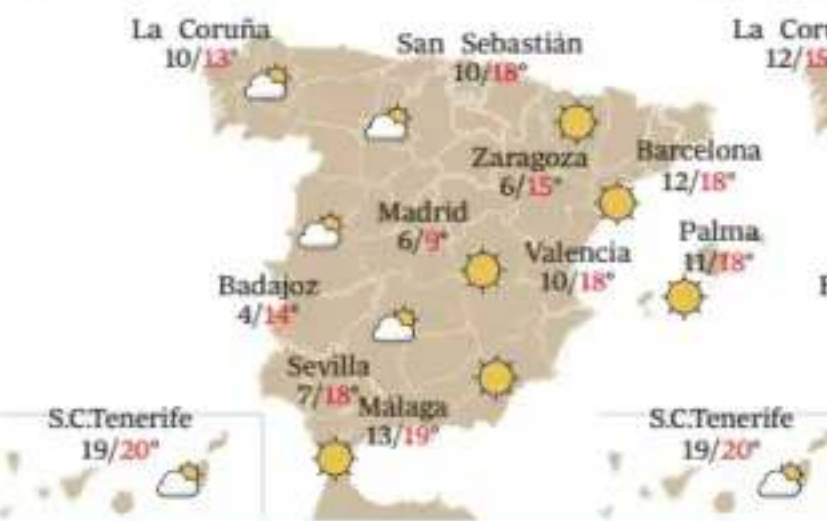 La Coruña
10/13°
San Sebastián
10/18°
La Cor
12/15
Zaragoza
6/15°
Barcelona
12/18°
Madrid
6/9°
Valencia
10/18°
Palma
11/18°
Badajoz
4/14°
Sevilla
7/18°
Málaga
13/19°
S.C.Tenerife
19/20°
S.C.Tenerife
19/20°